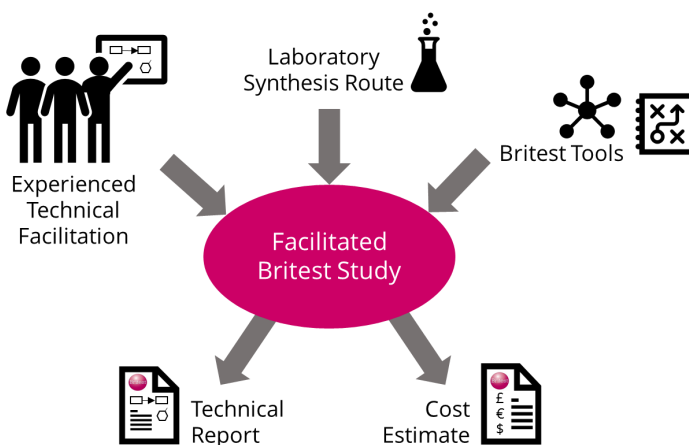 Laboratory
Synthesis Route
Britest Tools
Experienced
Technical
Facilitation
Facilitated
Britest Study
Technical
Report
Cost
Estimate
£
€
$